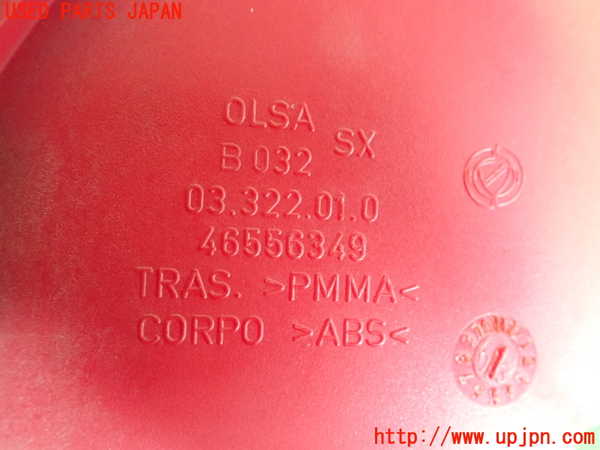 USED PARTS JAPAN
OLSA SX
B 032
03.322.01.0
46556349
TRAS. >PMMA<
CORPO >ABS<
http://www.upjpn.com